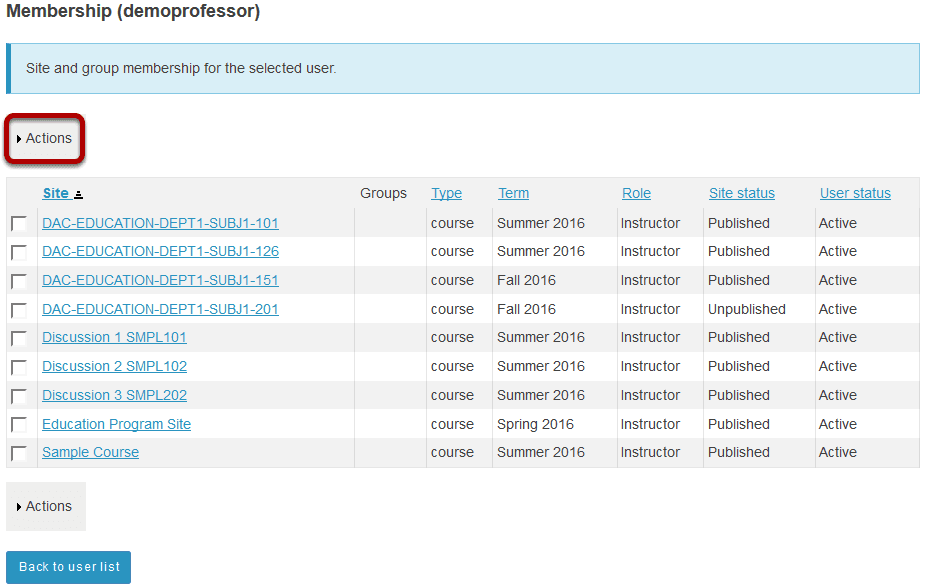 Membership (demoprofessor)
Site and group membership for the selected user.
Actions
Site Groups Type Term Role Site status User status
DAC-EDUCATION-DEPT1-SUBJ1-101 course Summer 2016 Instructor Published Active
DAC-EDUCATION-DEPT1-SUBJ1-126 course Summer 2016 Instructor Published Active
DAC-EDUCATION-DEPT1-SUBJ1-151 course Fall 2016 Instructor Published Active
DAC-EDUCATION-DEPT1-SUBJ1-201 course Fall 2016 Instructor Unpublished Active
Discussion 1 SMPL101 course Summer 2016 Instructor Published Active
Discussion 2 SMPL102 course Summer 2016 Instructor Published Active
Discussion 3 SMPL202 course Summer 2016 Instructor Published Active
Education Program Site course Spring 2016 Instructor Published Active
Sample Course course Summer 2016 Instructor Published Active
Actions
Back to user list